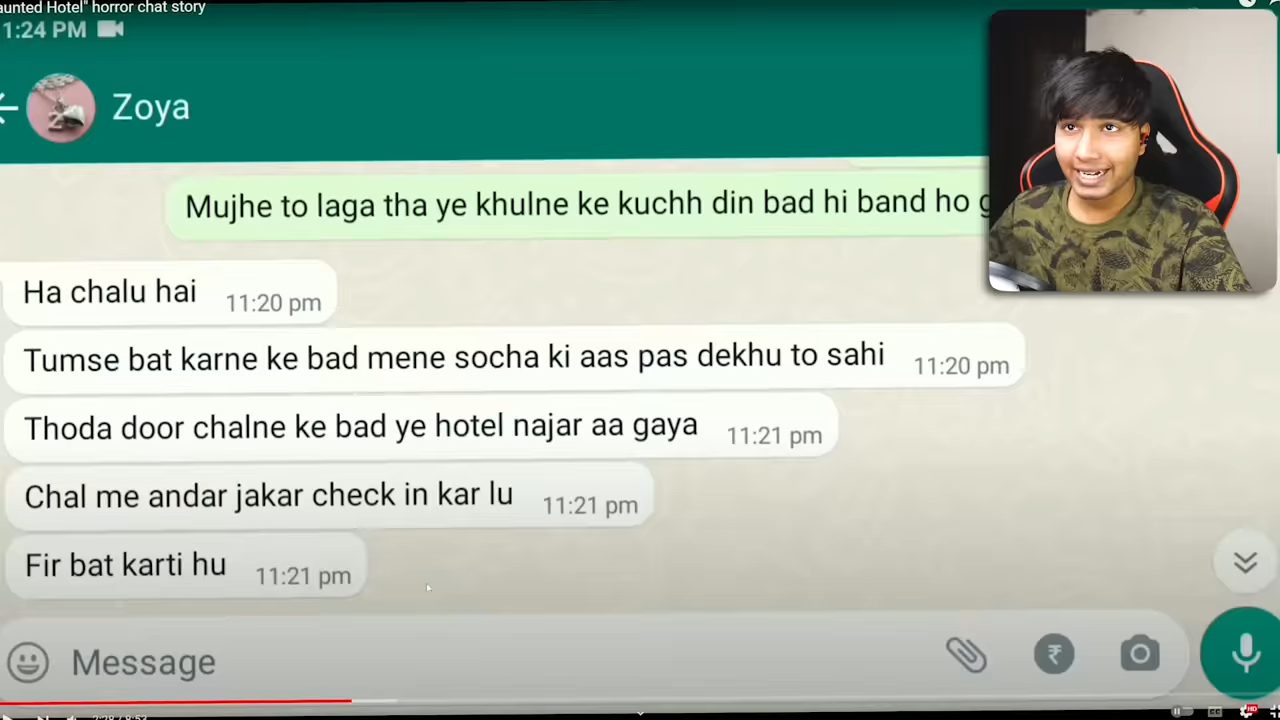 aunted Hotel" horror chat story
1:24 PM
Zoya
Mujhe to laga tha ye khulne ke kuchh din bad hi band ho g
Ha chalu hai 11:20 pm
Tumse bat karne ke bad mene socha ki aas pas dekhu to sahi 11:20 pm
Thoda door chalne ke bad ye hotel najar aa gaya 11:21 pm
Chal me andar jakar check in kar lu 11:21 pm
Fir bat karti hu 11:21 pm
Message